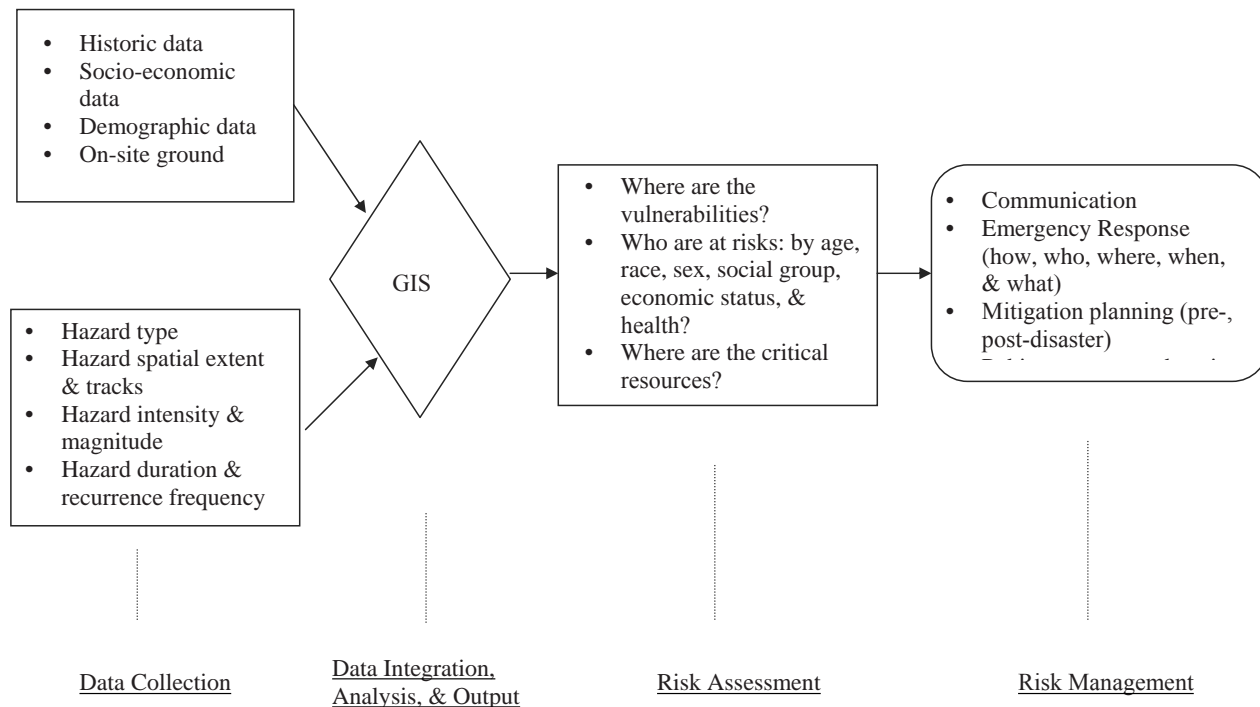 • Historic data
• Socio-economic
data
• Demographic data
• On-site ground
• Hazard type
• Hazard spatial extent
& tracks
• Hazard intensity &
magnitude
• Hazard duration &
recurrence frequency
GIS
• Where are the
vulnerabilities?
• Who are at risks: by age,
race, sex, social group,
economic status, &
health?
• Where are the critical
resources?
• Communication
• Emergency Response
(how, who, where, when,
& what)
• Mitigation planning (pre-,
post-disaster)
Data Collection
Data Integration,
Analysis, & Output
Risk Assessment
Risk Management